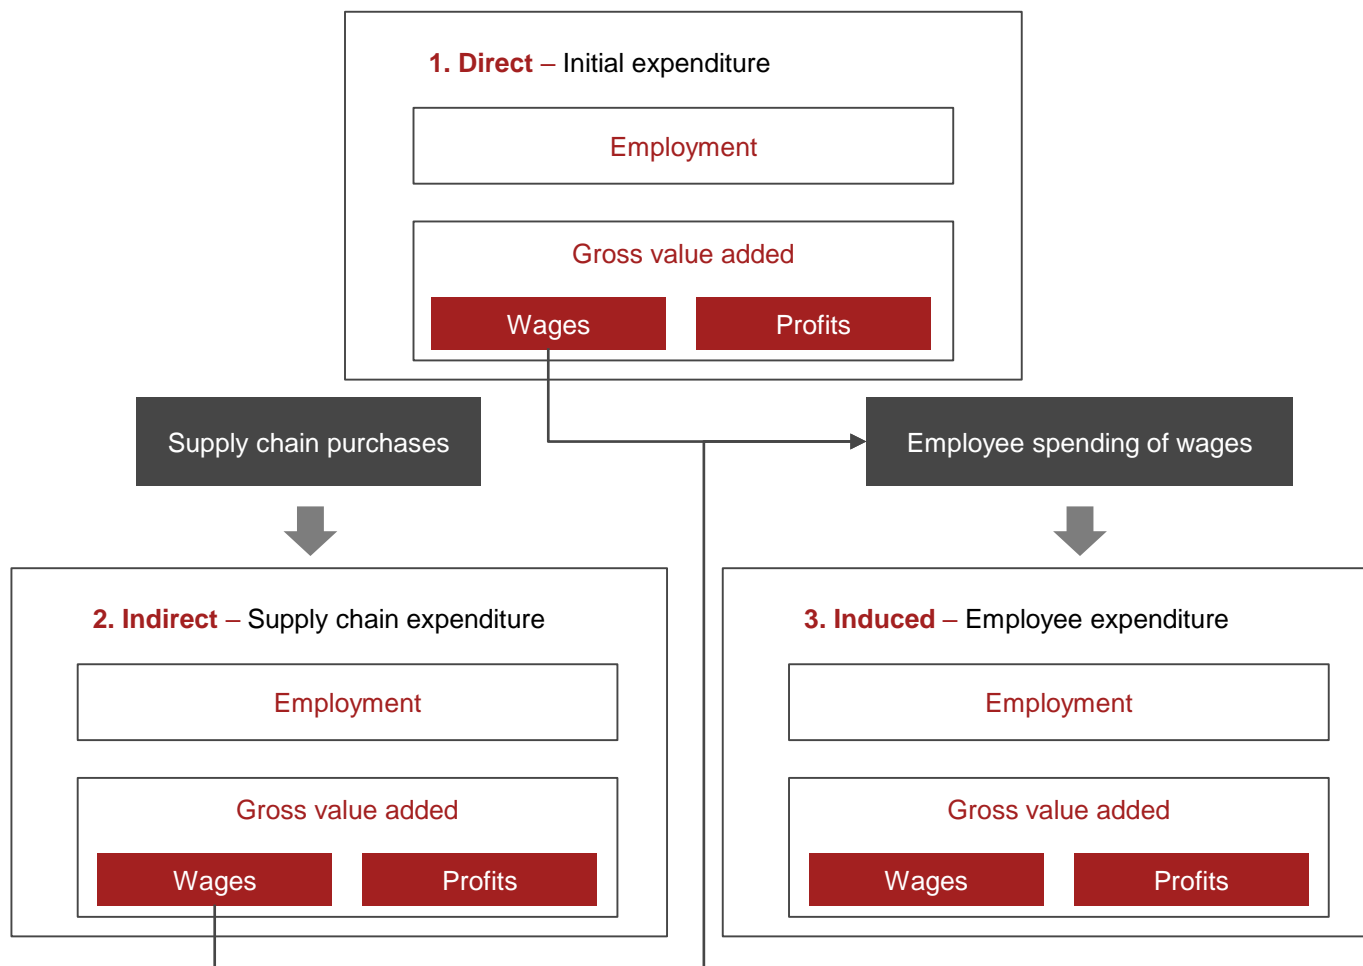 1. Direct – Initial expenditure
Employment
Gross value added
Wages
Profits
Supply chain purchases
Employee spending of wages
2. Indirect – Supply chain expenditure
Employment
Gross value added
Wages
Profits
3. Induced – Employee expenditure
Employment
Gross value added
Wages
Profits